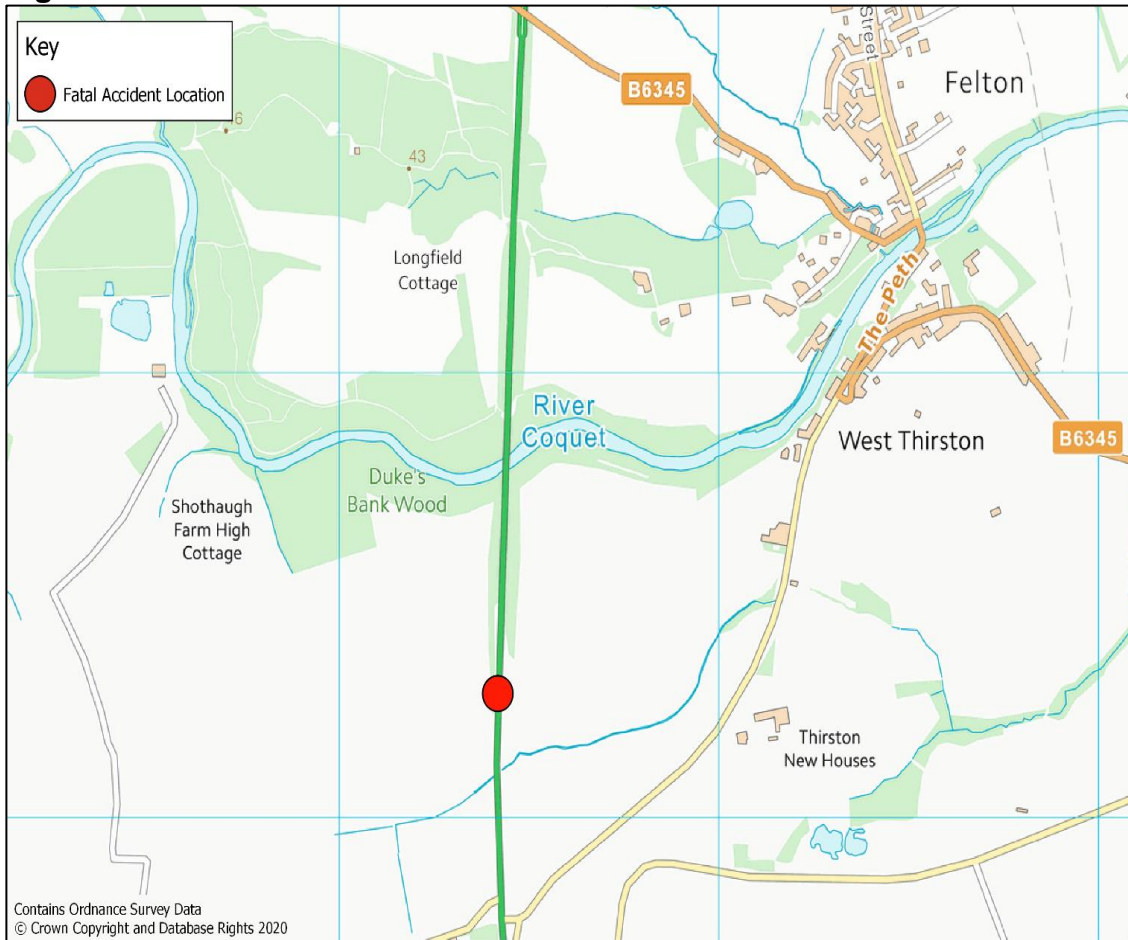 Key
Fatal Accident Location
Street
Felton
B6345
43
Longfield
Cottage
The Peth
River
Coquet
West Thirston
B6345
Duke's
Bank Wood
Shothaugh
Farm High
Cottage
Thirston
New Houses
Contains Ordnance Survey Data
© Crown Copyright and Database Rights 2020